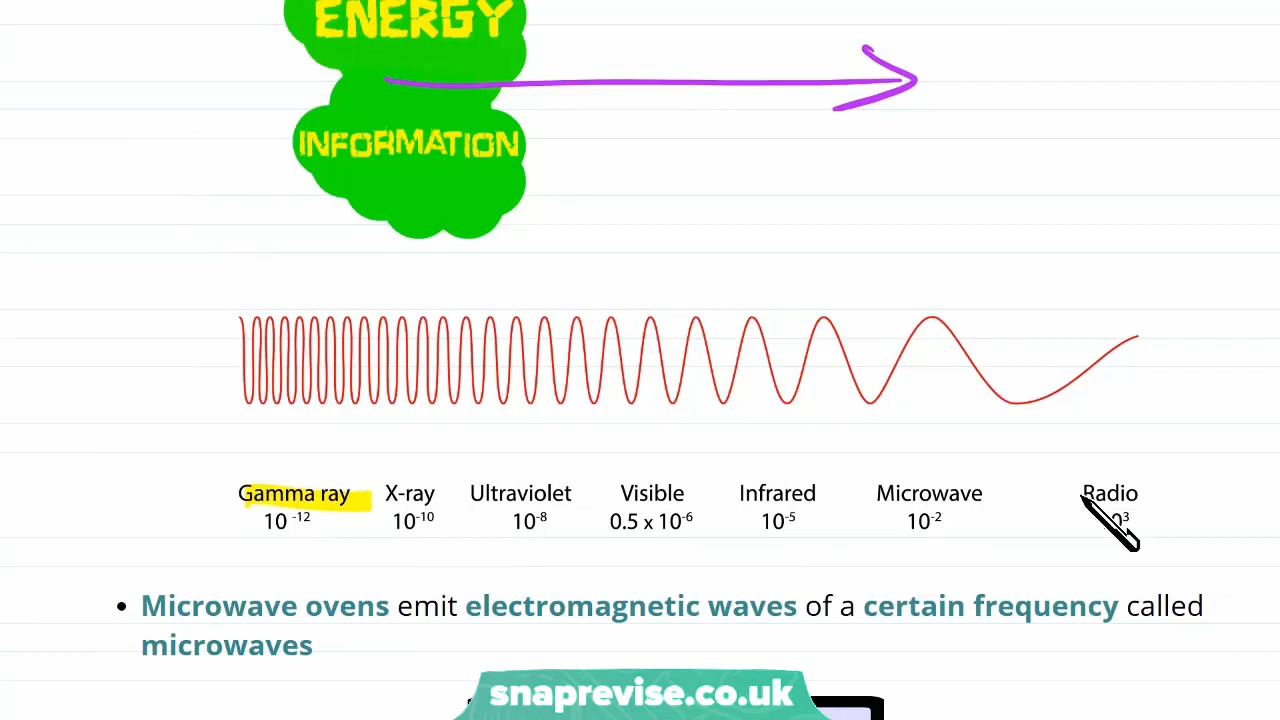 ENERGY
INFORMATION
Gamma ray X-ray Ultraviolet Visible Infrared Microwave Radio
10⁻¹² 10⁻¹⁰ 10⁻⁸ 0.5 x 10⁻⁶ 10⁻⁵ 10⁻² 0³
• Microwave ovens emit electromagnetic waves of a certain frequency called
microwaves
snaprevise.co.uk